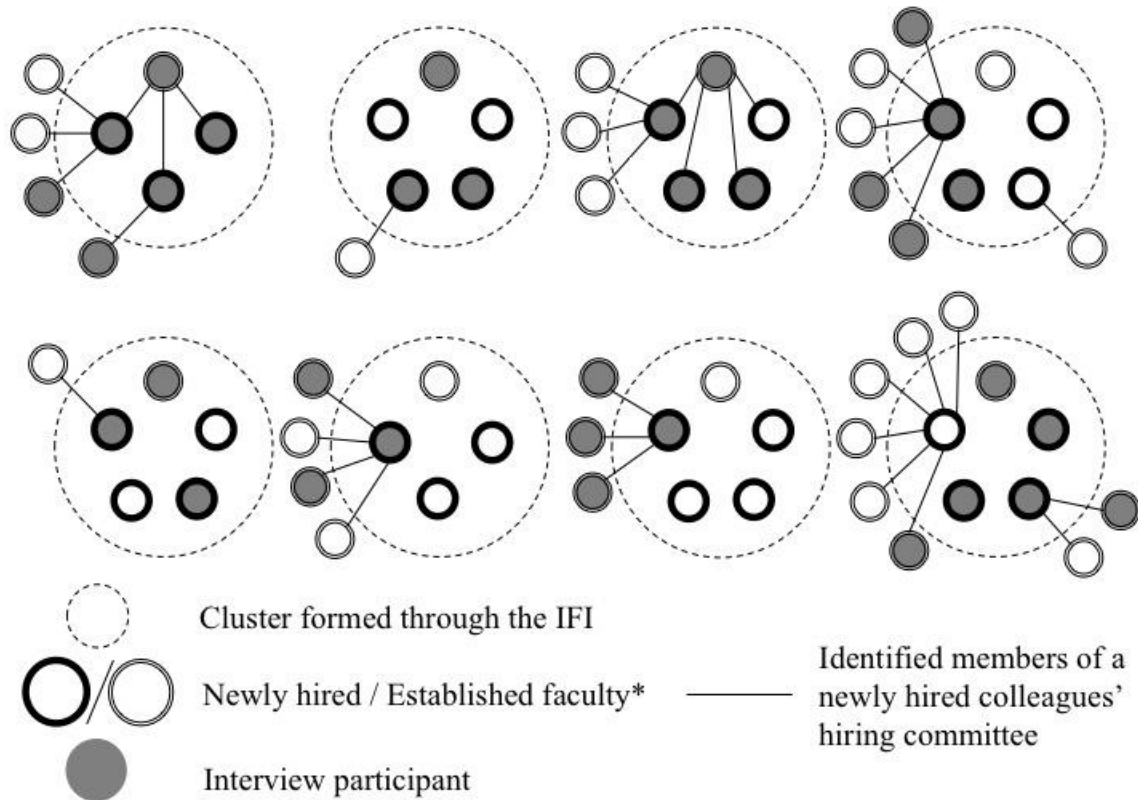 Cluster formed through the IFI
Newly hired / Established faculty*
Identified members of a
newly hired colleagues’
hiring committee
Interview participant